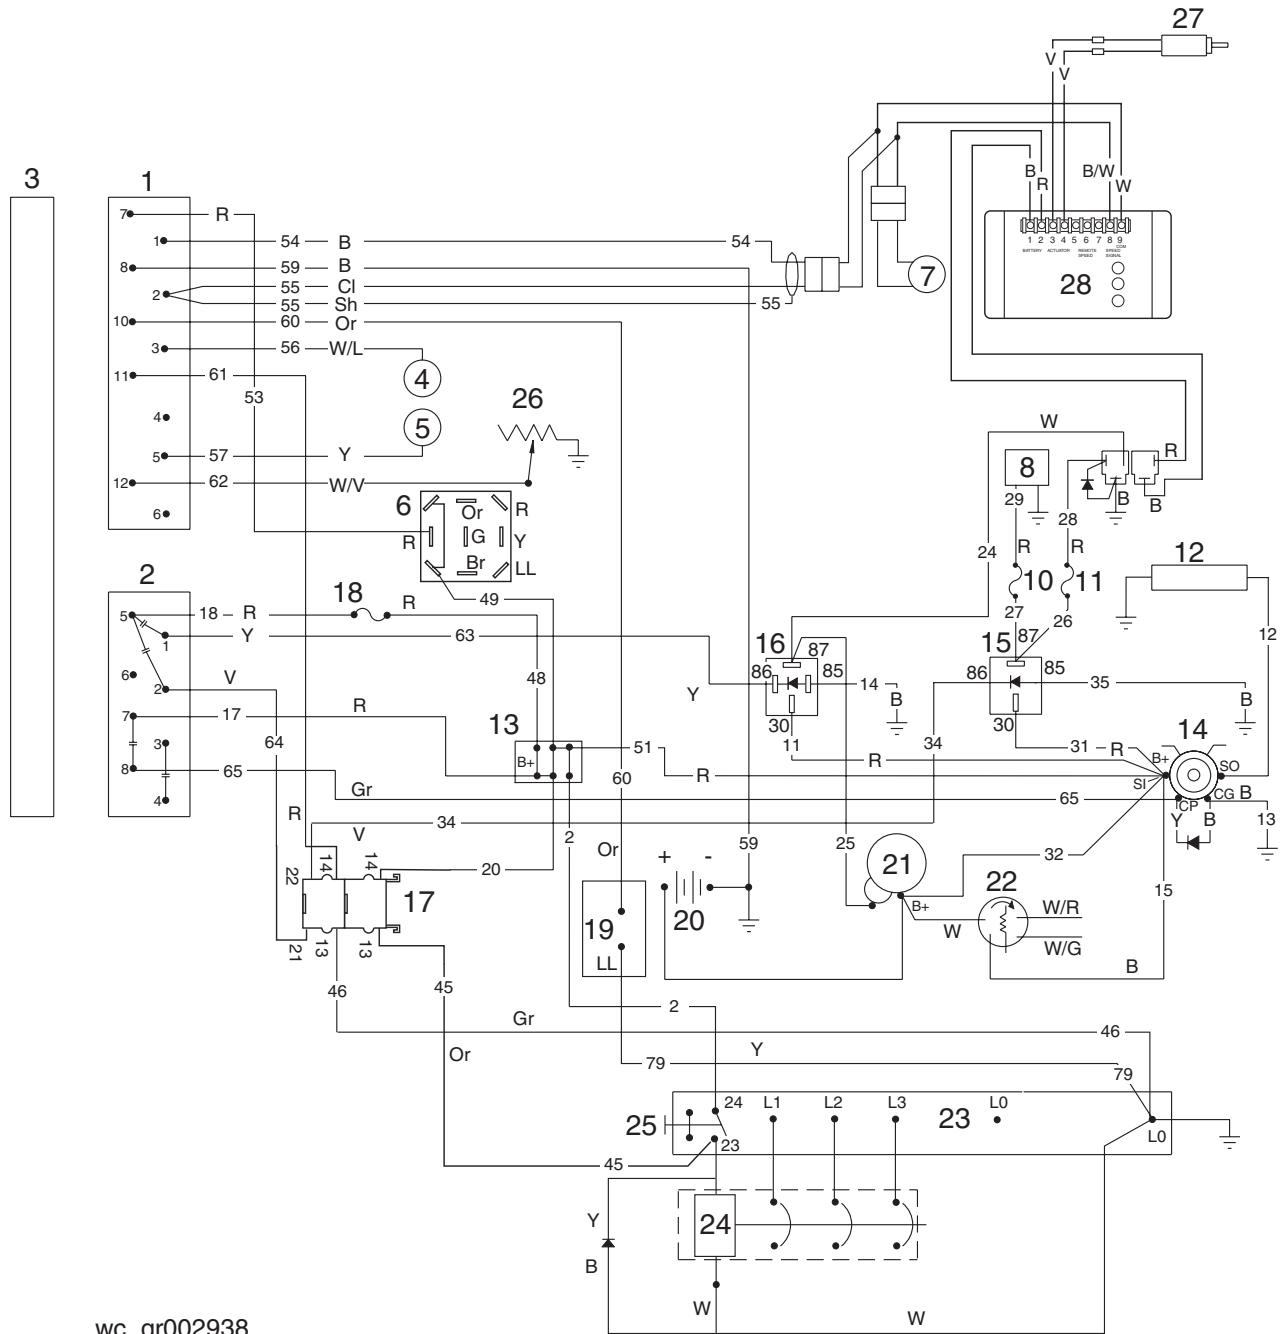 27
V
V
3
1
7
R
B
R
B/W
W
1
54
B
54
8
59
B
1 2 3 4 5 6 7 8 9
COM
BATTERY ACTUATOR REMOTE SPEED SPEED SIGNAL
7
28
55
Cl
2
55
Sh
55
10
60
Or
3
56
W/L
11
61
4
53
26
4
5
W
5
57
Y
8
R
12
62
W/V
29
B
B
6
6
Or
R
28
R
G
Y
24
R
R
Br
LL
12
2
18
49
10
11
5
18
R
R
27
26
1
Y
63
16
87
15
87
12
6
86
85
86
85
V
48
14
B
35
2
Y
B
7
17
R
13
30
30
14
64
51
11
34
31
R
B+
3
B+
60
R
R
SO
8
65
SI
Gr
65
CG
B
4
CP
R
34
Y
B
13
V
2
59
14
14
Or
25
21
32
22
20
+
-
22
15
17
B+
W/R
19
20
W
W/G
21
13
13
LL
B
46
45
2
Gr
46
Or
79
Y
79
24
L1
L2
L3
23
L0
25
L0
23
45
24
Y
B
W
W
wc_gr002938